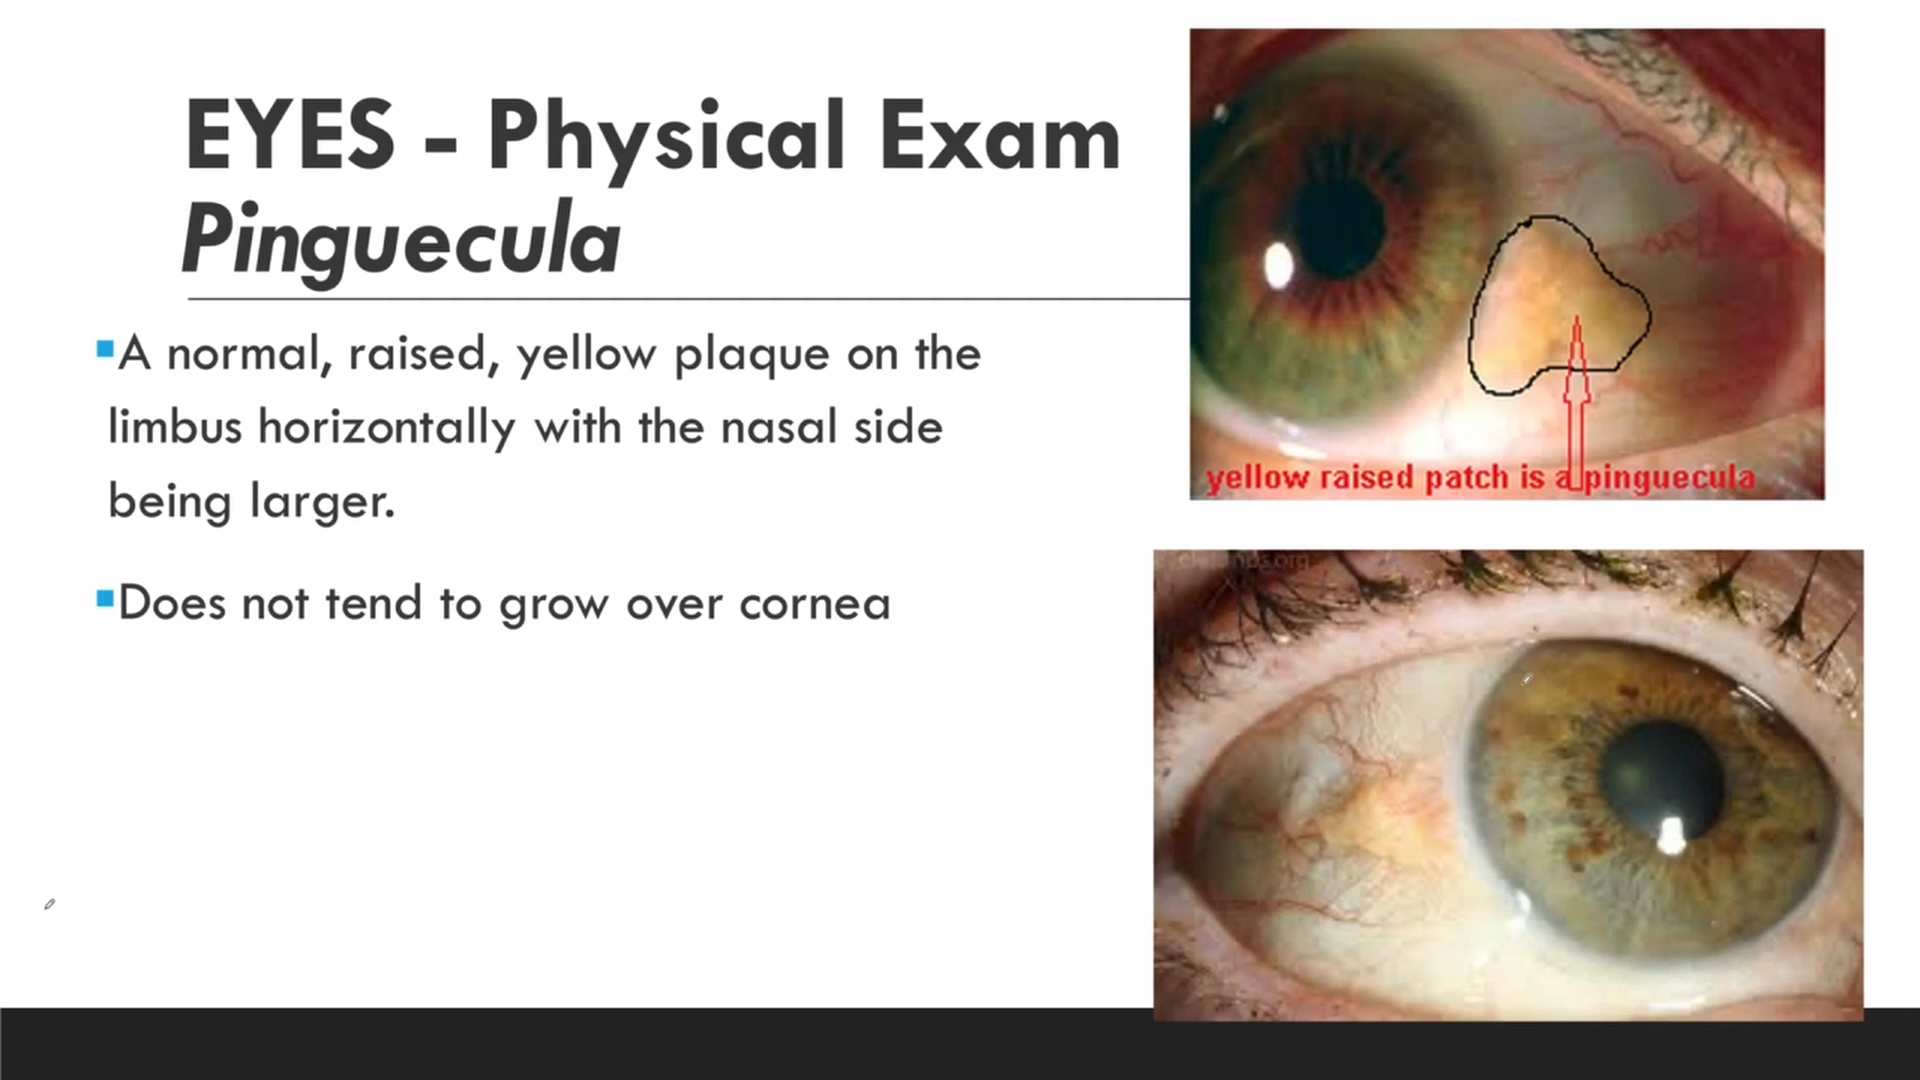 EYES - Physical Exam
Pinguecula
A normal, raised, yellow plaque on the
limbus horizontally with the nasal side
being larger.
Does not tend to grow over cornea
yellow raised patch is a pinguecula